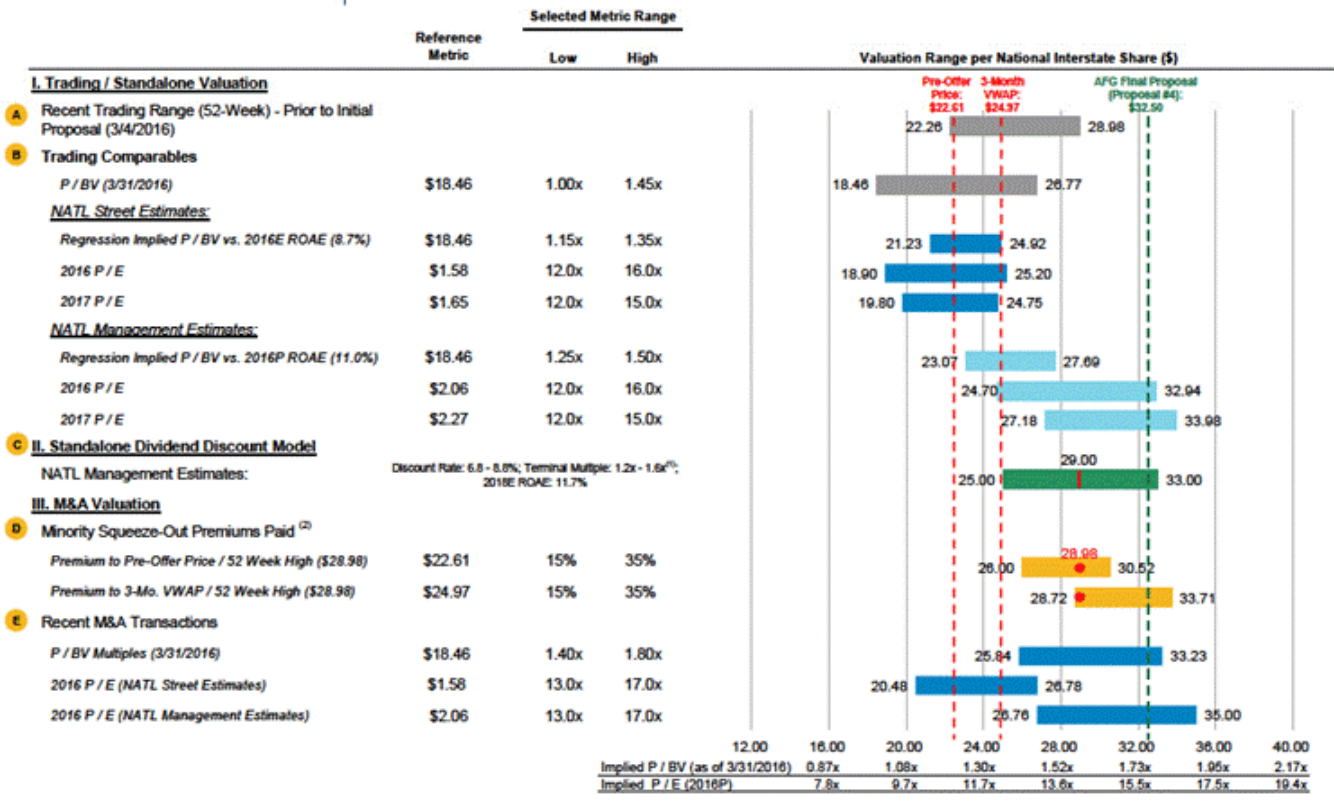 Selected Metric Range
Reference Metric Low High Valuation Range per National Interstate Share ($)
I. Trading / Standalone Valuation
Pre-Offer Price: $22.61
3-Month VWAP: $24.97
AFG Final Proposal (Proposal #4): $32.50
A Recent Trading Range (52-Week) - Prior to Initial
Proposal (3/4/2016)
22.26 28.98
B Trading Comparables
P / BV (3/31/2016) $18.46 1.00x 1.45x 18.46 26.77
NATL Street Estimates:
Regression Implied P / BV vs. 2016E ROAE (8.7%) $18.46 1.15x 1.35x 21.23 24.92
2016 P / E $1.58 12.0x 16.0x 18.90 25.20
2017 P / E $1.65 12.0x 15.0x 19.80 24.75
NATL Management Estimates:
Regression Implied P / BV vs. 2016P ROAE (11.0%) $18.46 1.25x 1.50x 23.07 27.69
2016 P / E $2.06 12.0x 16.0x 24.70 32.94
2017 P / E $2.27 12.0x 15.0x 27.18 33.98
C II. Standalone Dividend Discount Model
NATL Management Estimates: Discount Rate: 6.8 - 8.8%; Terminal Multiple: 1.2x - 1.6x(1);
2018E ROAE: 11.7%
29.00
25.00 33.00
III. M&A Valuation
D Minority Squeeze-Out Premiums Paid (2)
28.98
Premium to Pre-Offer Price / 52 Week High ($28.98) $22.61 15% 35% 26.00 30.52
Premium to 3-Mo. VWAP / 52 Week High ($28.98) $24.97 15% 35% 28.72 33.71
E Recent M&A Transactions
P / BV Multiples (3/31/2016) $18.46 1.40x 1.80x 25.84 33.23
2016 P / E (NATL Street Estimates) $1.58 13.0x 17.0x 20.48 26.78
2016 P / E (NATL Management Estimates) $2.06 13.0x 17.0x 26.76 35.00
12.00 16.00 20.00 24.00 28.00 32.00 36.00 40.00
Implied P / BV (as of 3/31/2016) 0.87x 1.08x 1.30x 1.52x 1.73x 1.95x 2.17x
Implied P / E (2016P) 7.8x 9.7x 11.7x 13.6x 15.5x 17.5x 19.4x